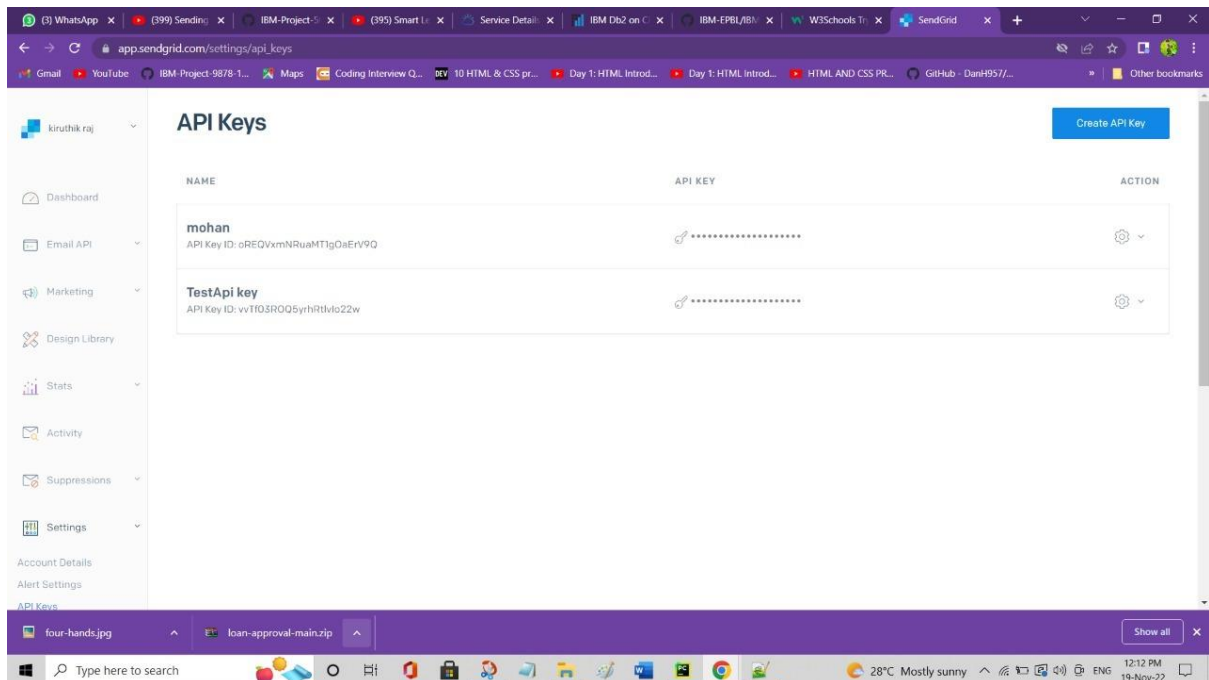 (3) WhatsApp
(399) Sending
IBM-Project-5
(395) Smart Le
Service Details
IBM Db2 on C
IBM-EPBL/IBM
W3Schools Try
SendGrid
app.sendgrid.com/settings/api_keys
Gmail
YouTube
IBM-Project-9878-1...
Maps
Coding Interview Q...
10 HTML & CSS pr...
Day 1: HTML Introd...
Day 1: HTML Introd...
HTML AND CSS PR...
GitHub - DanH957/...
»
Other bookmarks
kiruthik raj
API Keys
Create API Key
NAME
API KEY
ACTION
Dashboard
mohan
API Key ID: oREQVxmNRuaMT1gOaErV9Q
Email API
Marketing
TestApi key
API Key ID: vvTf03ROQ5yrhRtIvIo22w
Design Library
Stats
Activity
Suppressions
Settings
Account Details
Alert Settings
API Keys
four-hands.jpg
loan-approval-main.zip
Show all
Type here to search
28°C Mostly sunny
ENG
12:12 PM
19-Nov-22